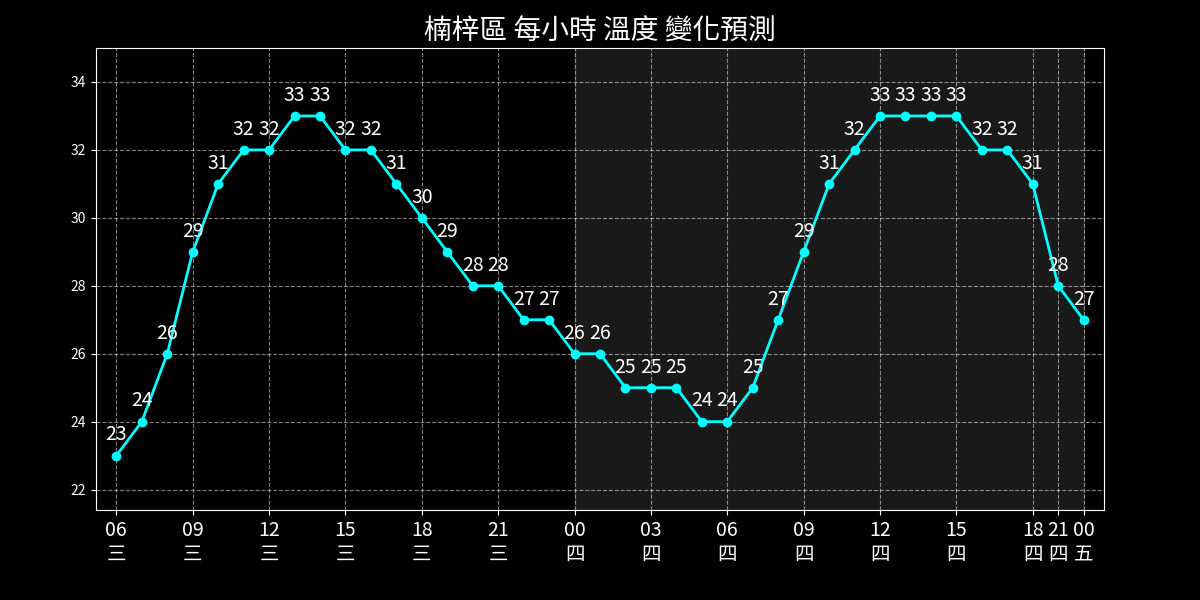 楠梓區 每小時 溫度 變化預測
34
33 33 33 33 33 33
32 32 32 32 32 32 32 32
31 31 31 31
30 30
29 29 29
28 28 28 28
27 27 27 27
26 26 26 26
25 25 25 25
24 24 24 24
23
22
06 09 12 15 18 21 00 03 06 09 12 15 18 21 00
三 三 三 三 三 三 四 四 四 四 四 四 四 四 五